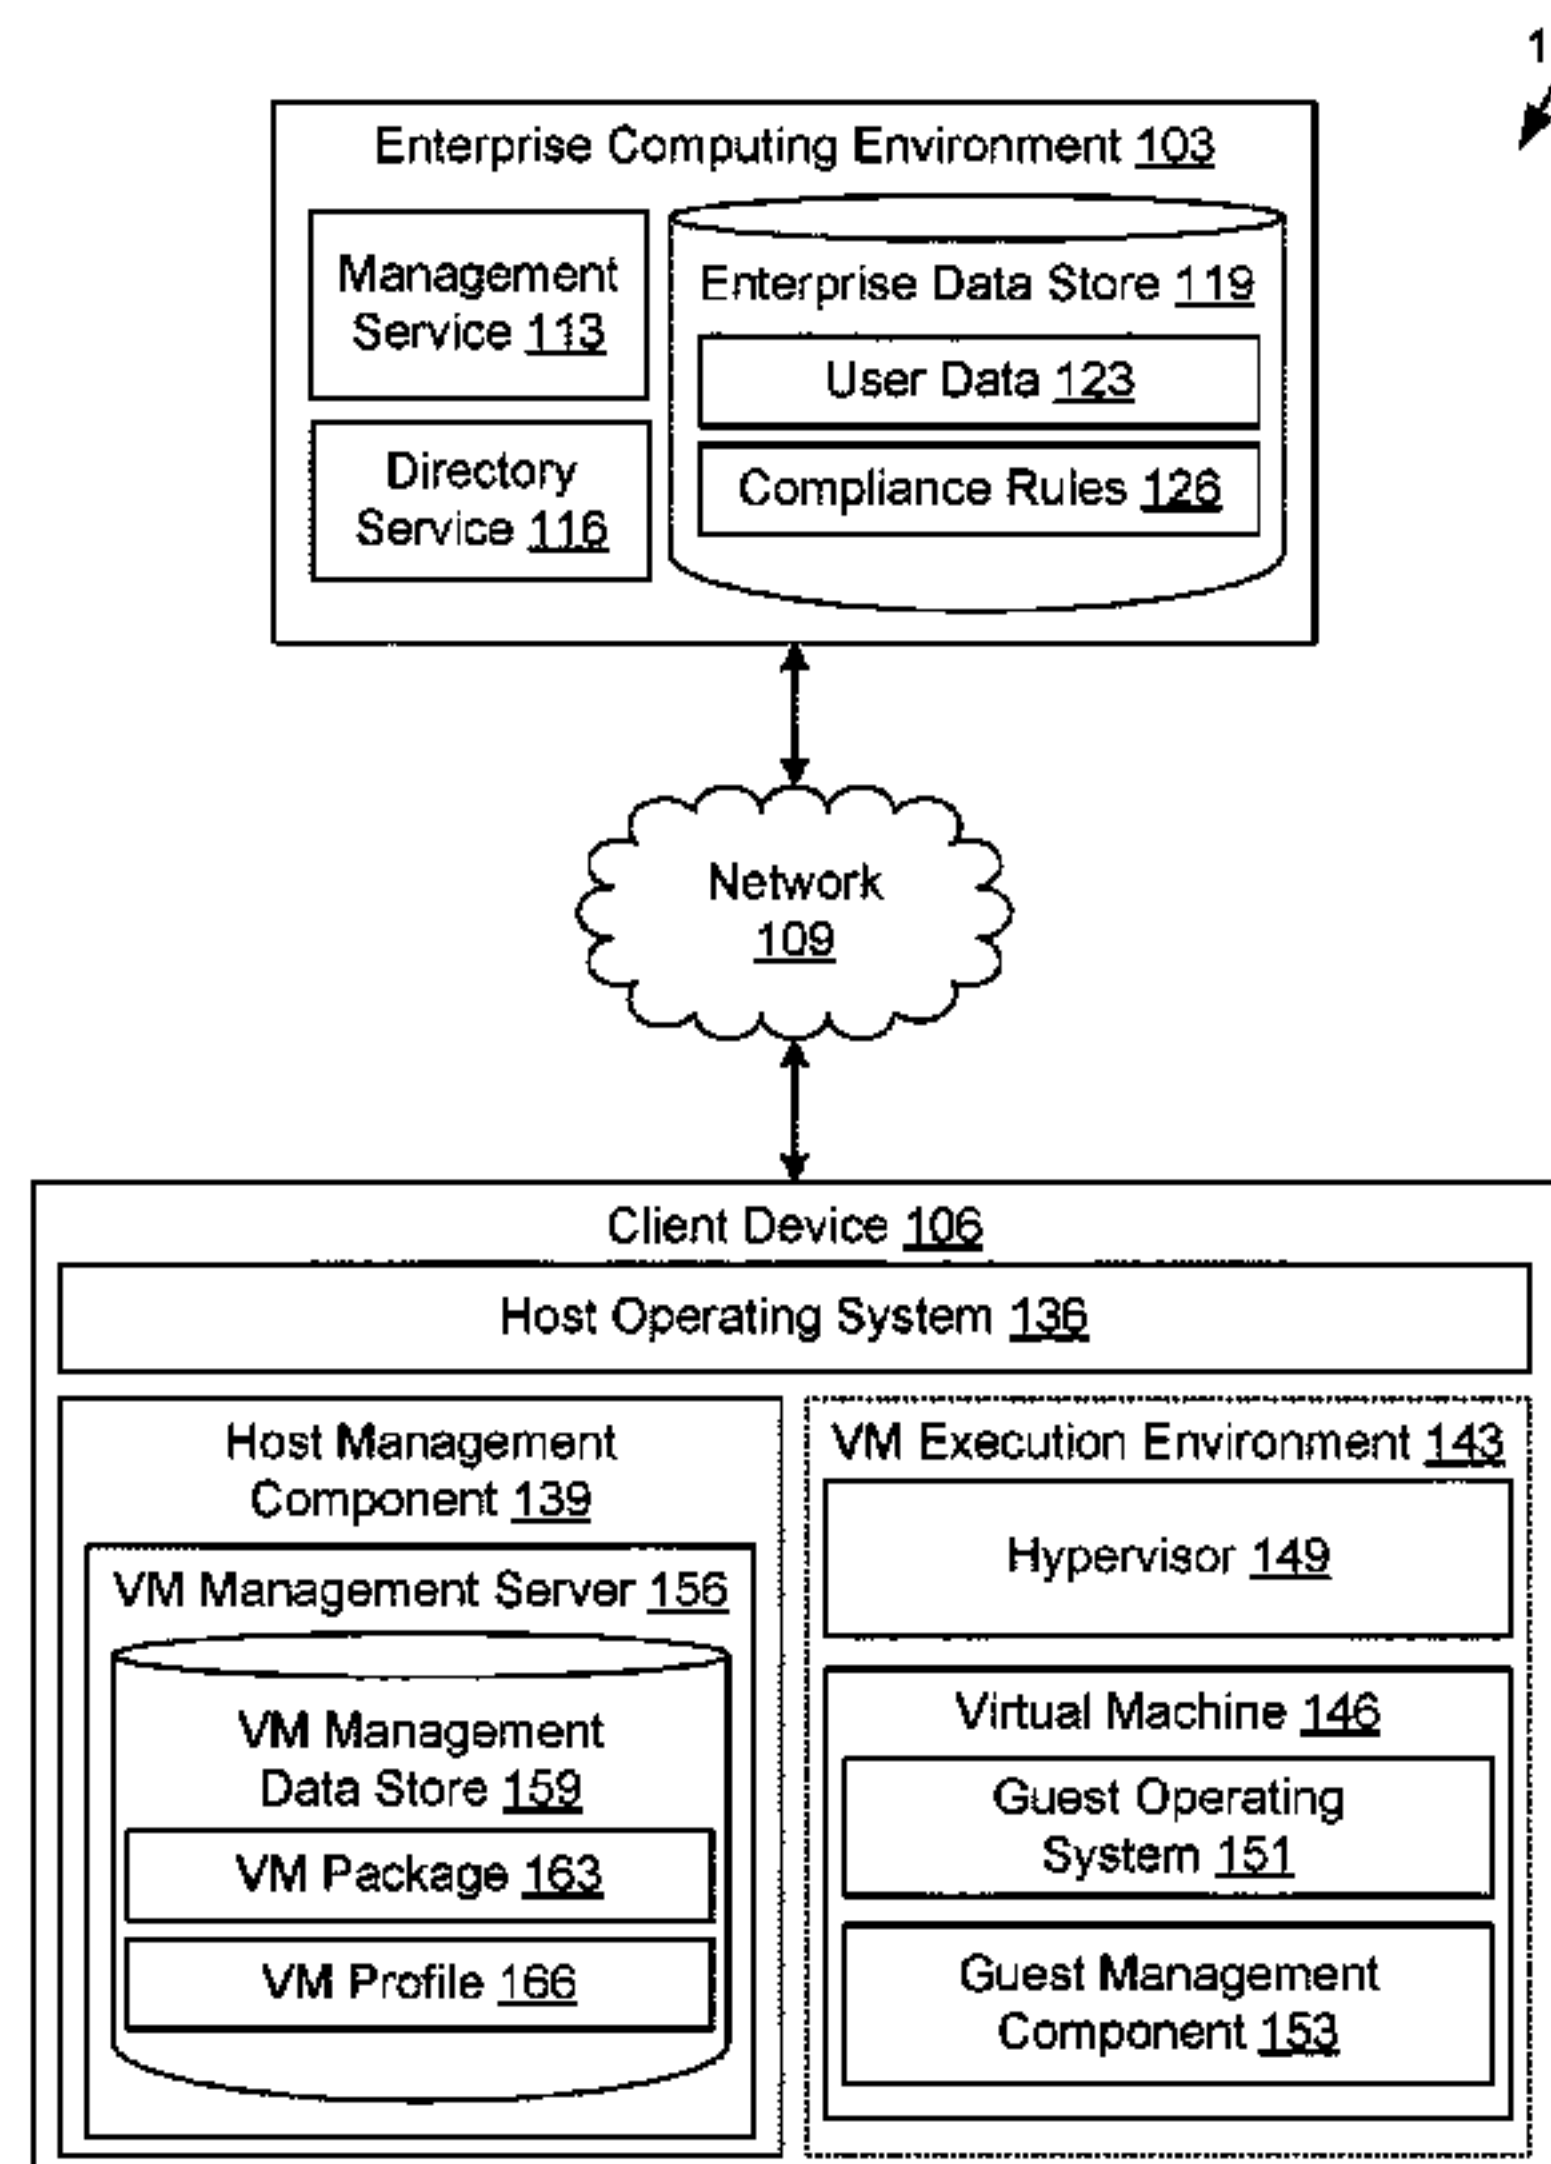 1
Enterprise Computing Environment 103
Management
Service 113
Directory
Service 116
Enterprise Data Store 119
User Data 123
Compliance Rules 126
Network
109
Client Device 106
Host Operating System 136
Host Management
Component 139
VM Management Server 156
VM Management
Data Store 159
VM Package 163
VM Profile 166
VM Execution Environment 143
Hypervisor 149
Virtual Machine 146
Guest Operating
System 151
Guest Management
Component 153